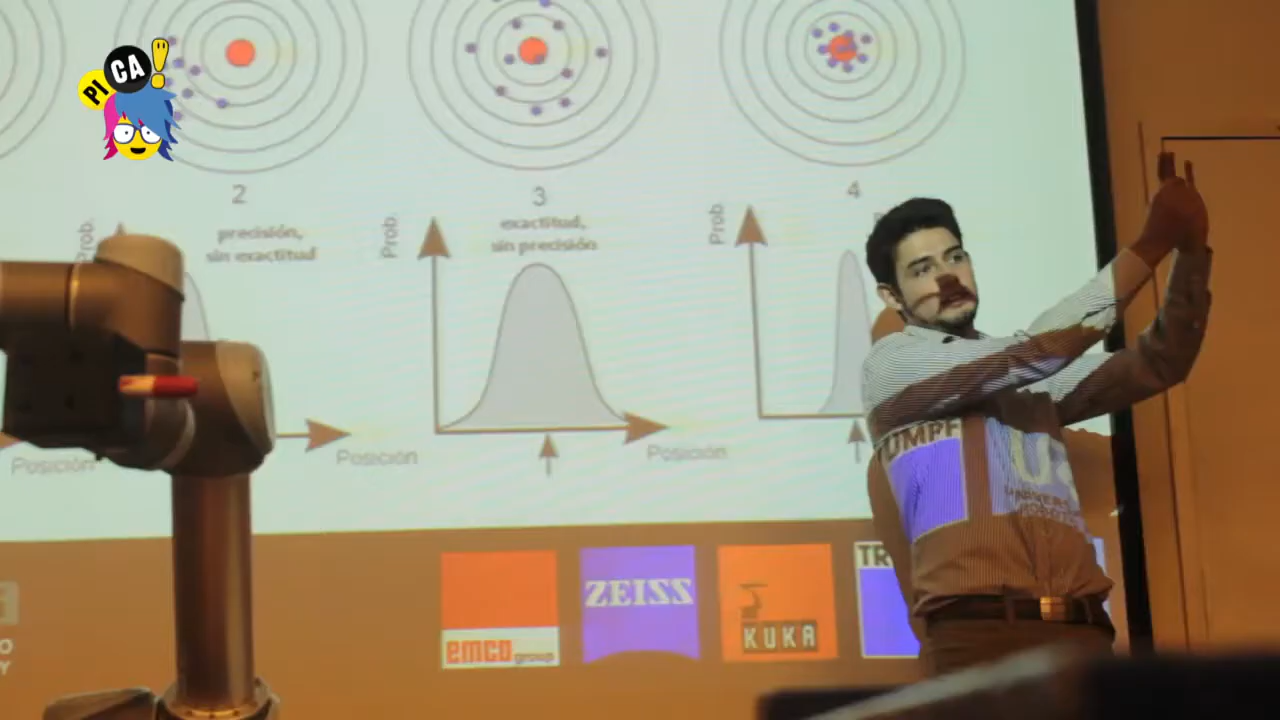 PI
CA
!
2
3
4
Prob.
precisión,
sin exactitud
Prob.
exactitud,
sin precisión
Prob.
Posición
Posición
Posición
UMPF
emco group
ZEISS
KUKA
TR